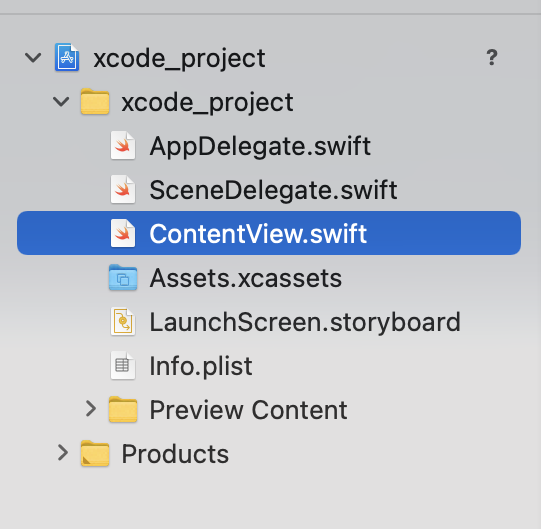 xcode_project ?
xcode_project
AppDelegate.swift
SceneDelegate.swift
ContentView.swift
Assets.xcassets
LaunchScreen.storyboard
Info.plist
Preview Content
Products